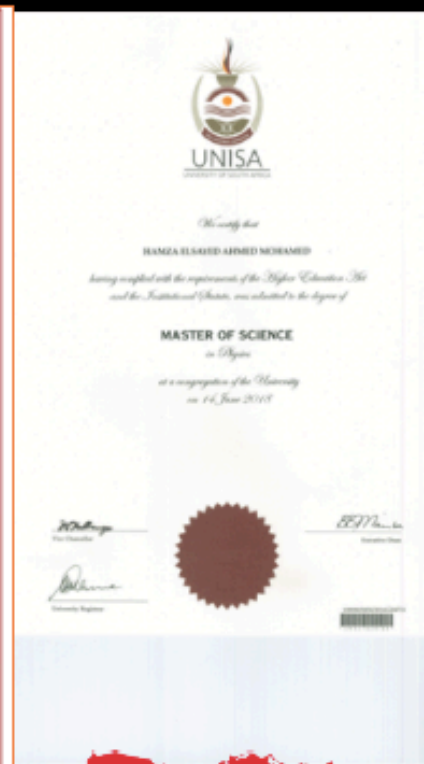 UNISA
UNIVERSITY OF SOUTH AFRICA
We certify that
HAMZA ELSAYED AHMED MOHAMED
having complied with the requirements of the Higher Education Act
and the Institutional Statute, was admitted to the degree of
MASTER OF SCIENCE
in Physics
at a congregation of the University
on 14 June 2018
Vice Chancellor
Executive Dean
University Registrar